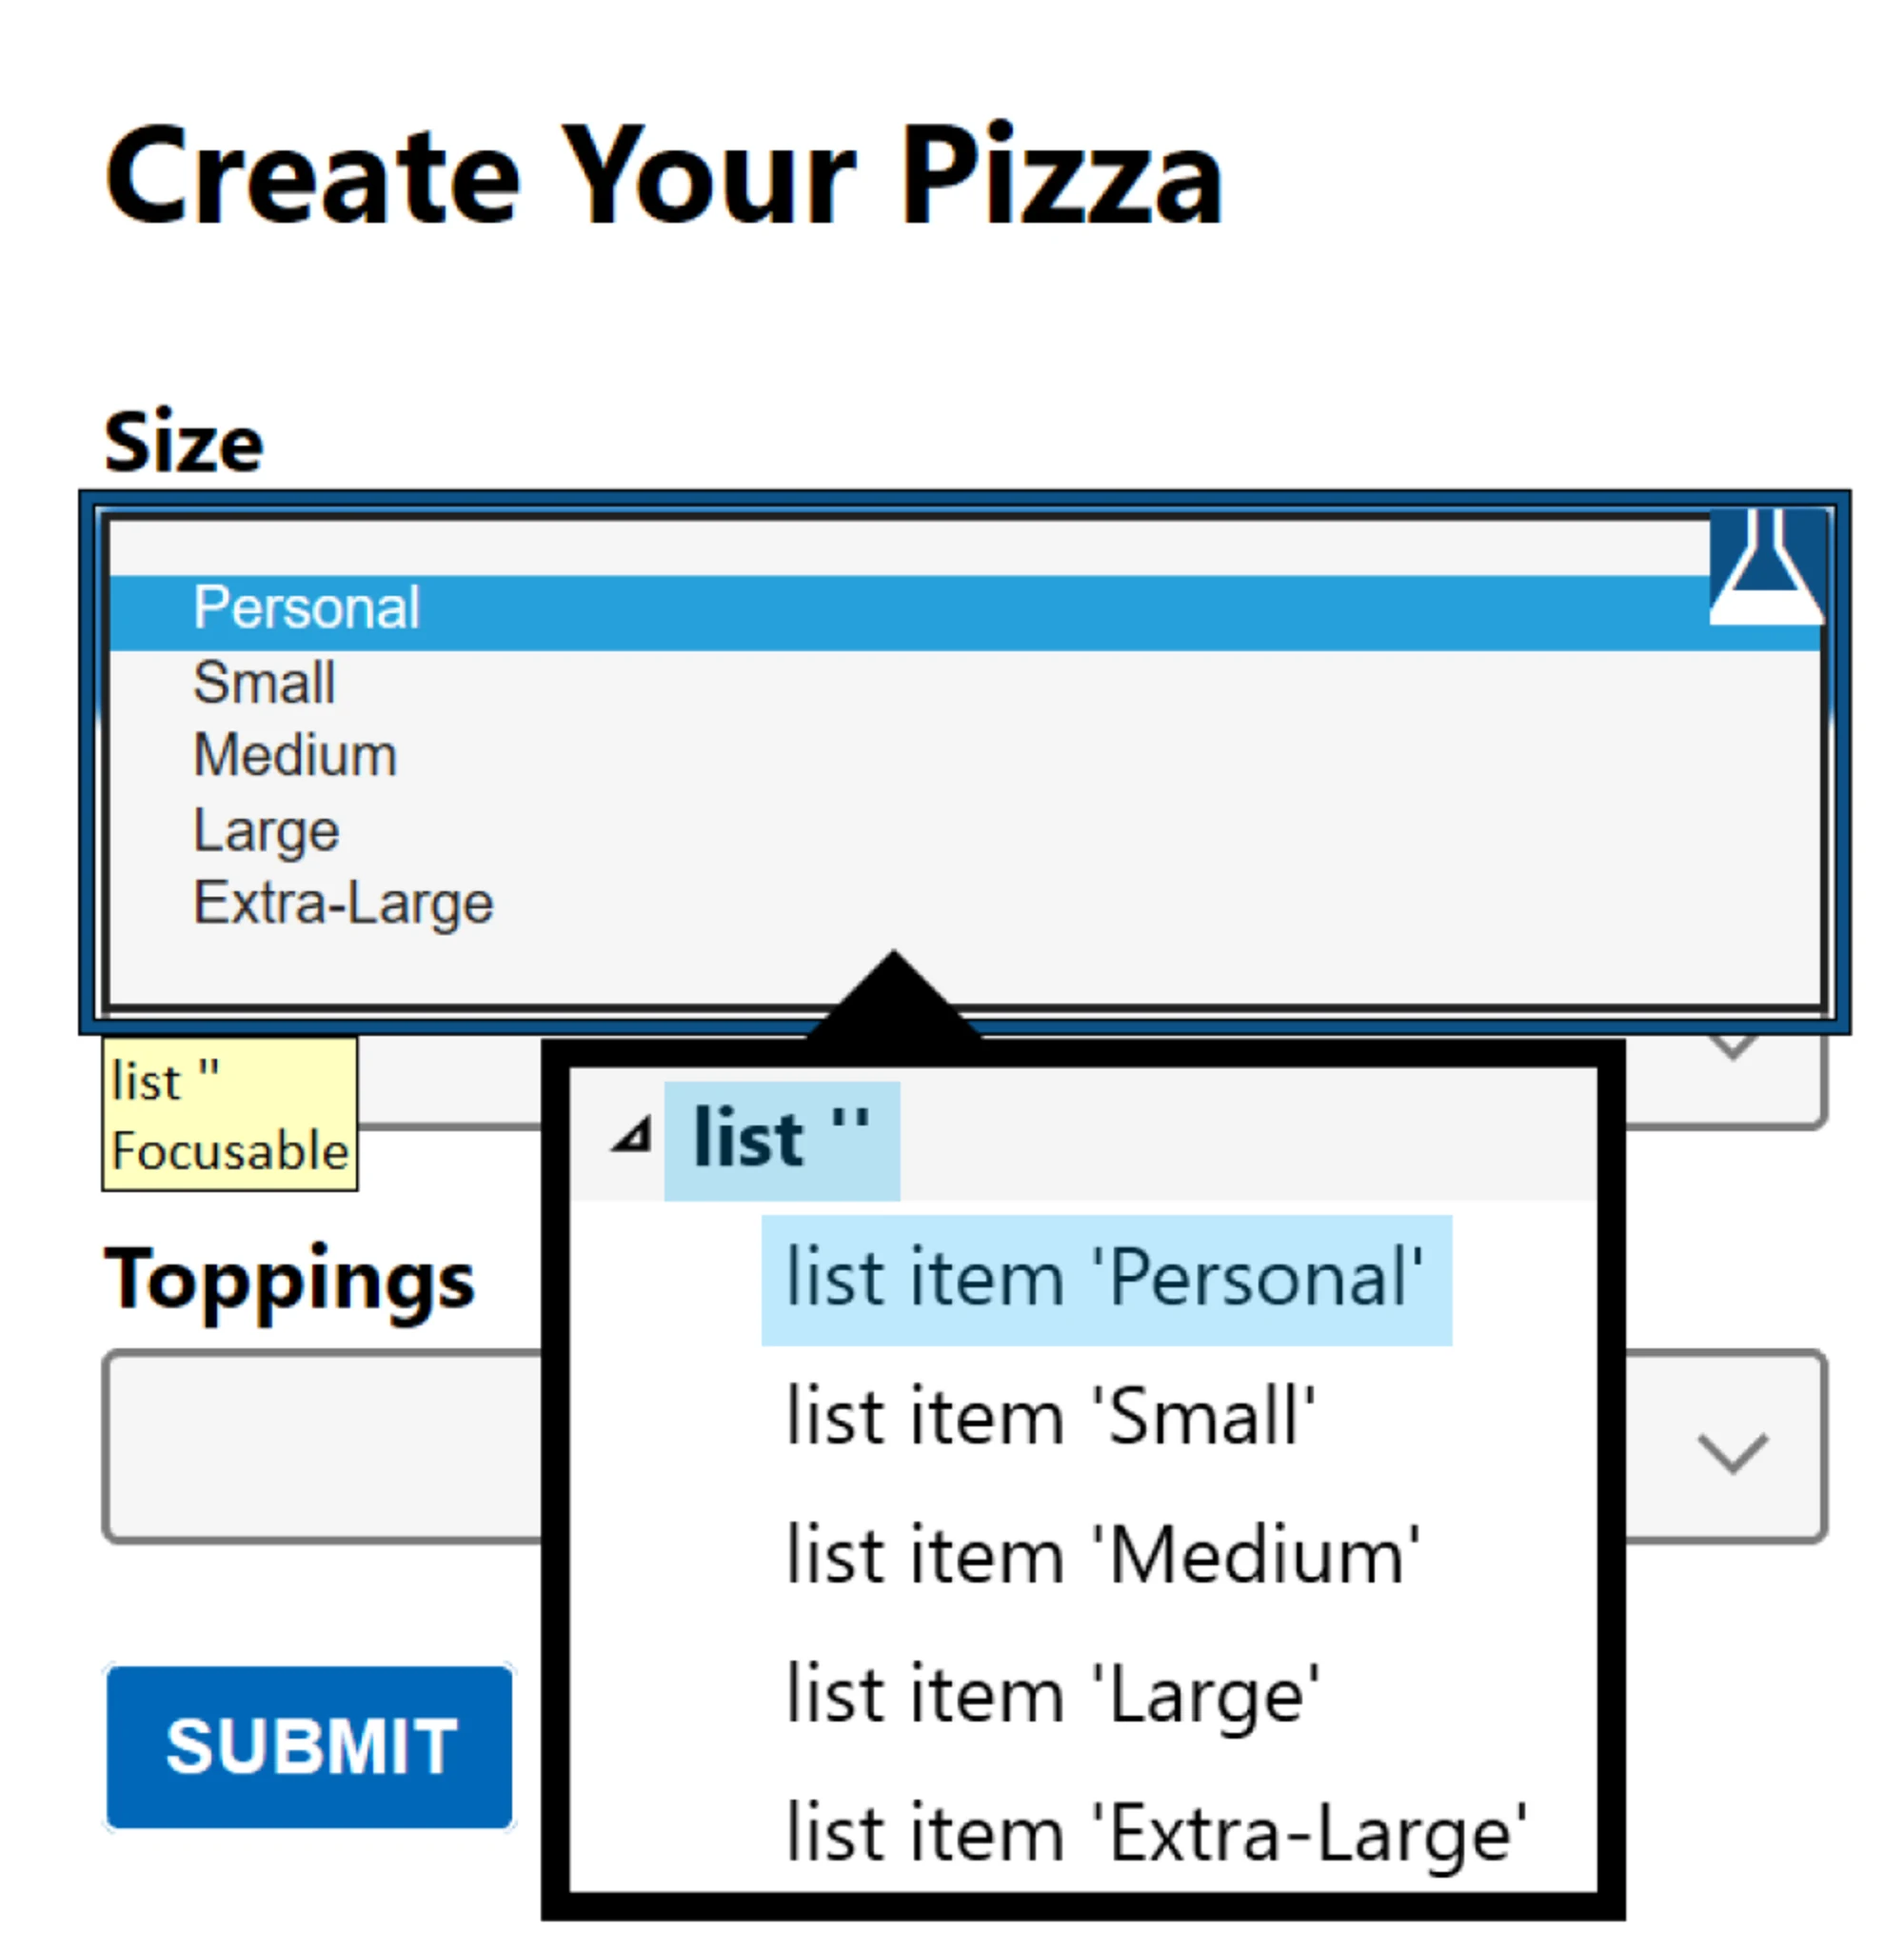 Create Your Pizza
Size
Personal
Small
Medium
Large
Extra-Large
list ''
Focusable
list ''
list item 'Personal'
list item 'Small'
list item 'Medium'
list item 'Large'
list item 'Extra-Large'
Toppings
SUBMIT